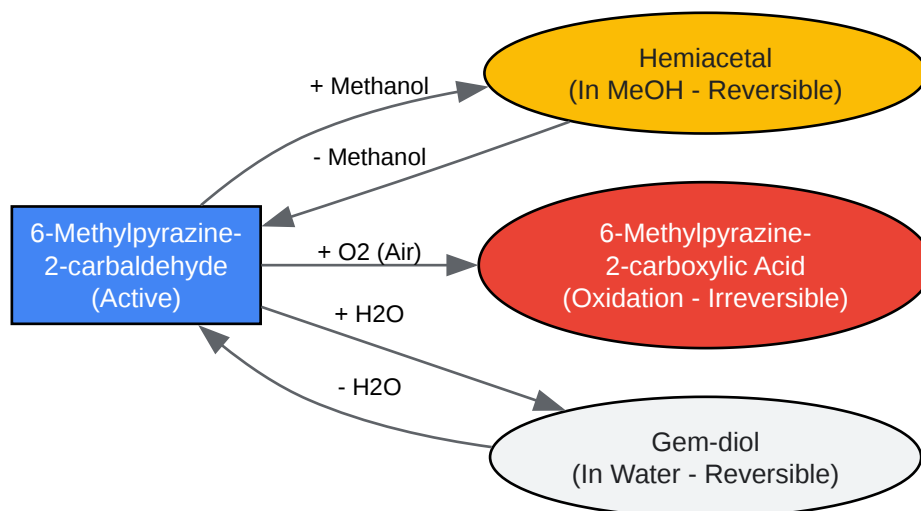 Hemiacetal
(In MeOH - Reversible)
+ Methanol
- Methanol
6-Methylpyrazine-
2-carbaldehyde
(Active)
+ O2 (Air)
6-Methylpyrazine-
2-carboxylic Acid
(Oxidation - Irreversible)
+ H2O
- H2O
Gem-diol
(In Water - Reversible)